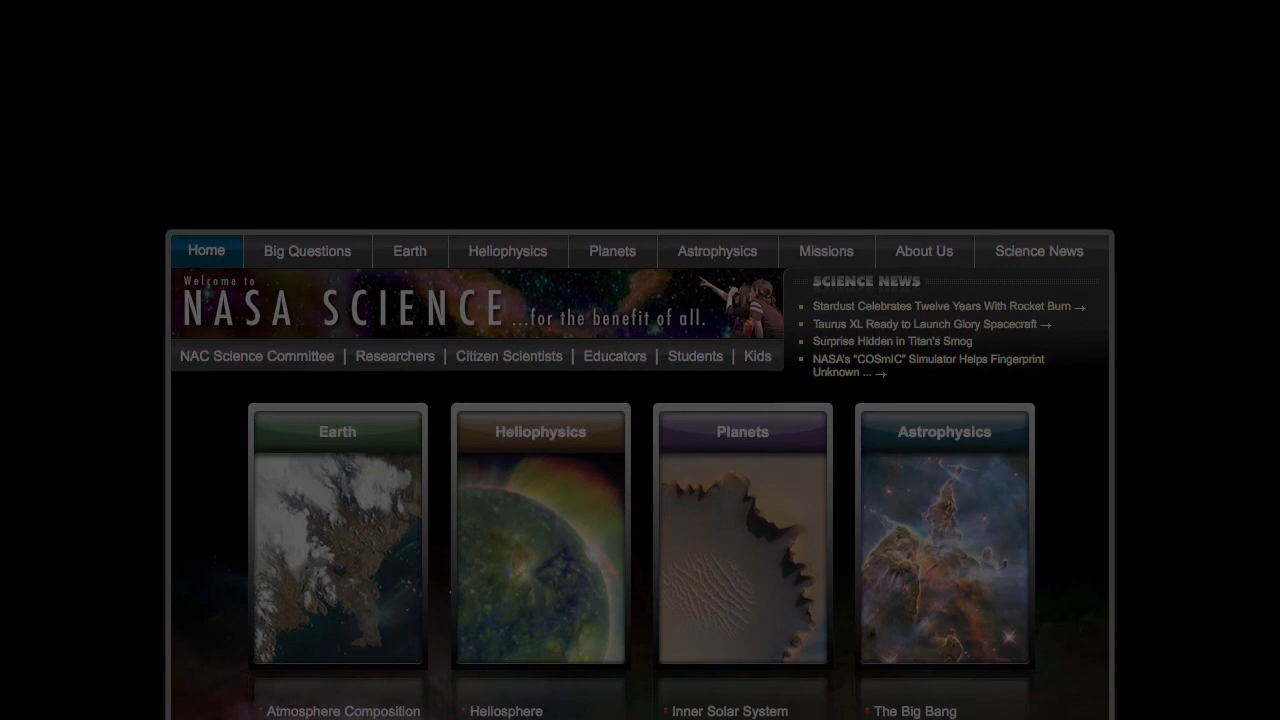 Home Big Questions Earth Heliophysics Planets Astrophysics Missions About Us Science News
Welcome to
NASA SCIENCE ...for the benefit of all.
NAC Science Committee | Researchers | Citizen Scientists | Educators | Students | Kids
SCIENCE NEWS
Stardust Celebrates Twelve Years With Rocket Burn →
Taurus XL Ready to Launch Glory Spacecraft →
Surprise Hidden in Titan's Smog
NASA's "COSmIC" Simulator Helps Fingerprint
Unknown ... →
Earth Heliophysics Planets Astrophysics
Atmosphere Composition Heliosphere Inner Solar System The Big Bang